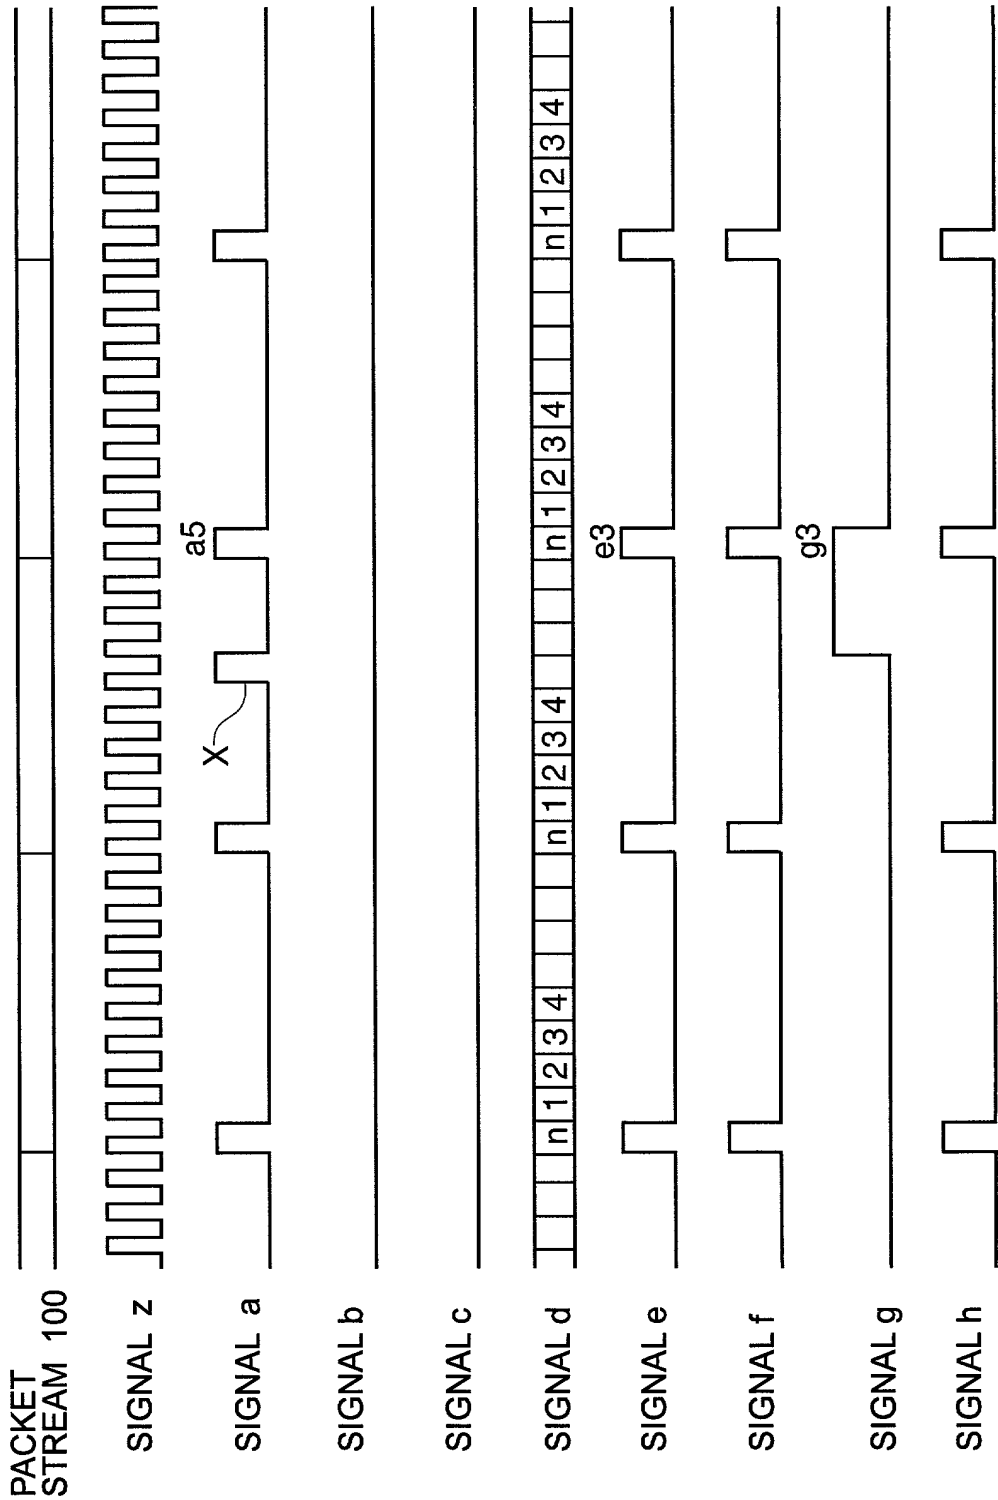 PACKET
STREAM 100
SIGNAL z
SIGNAL a
X
a5
SIGNAL b
SIGNAL c
SIGNAL d
n 1 2 3 4 n 1 2 3 4 n 1 2 3 4 n 1 2 3 4
SIGNAL e
e3
SIGNAL f
SIGNAL g
g3
SIGNAL h